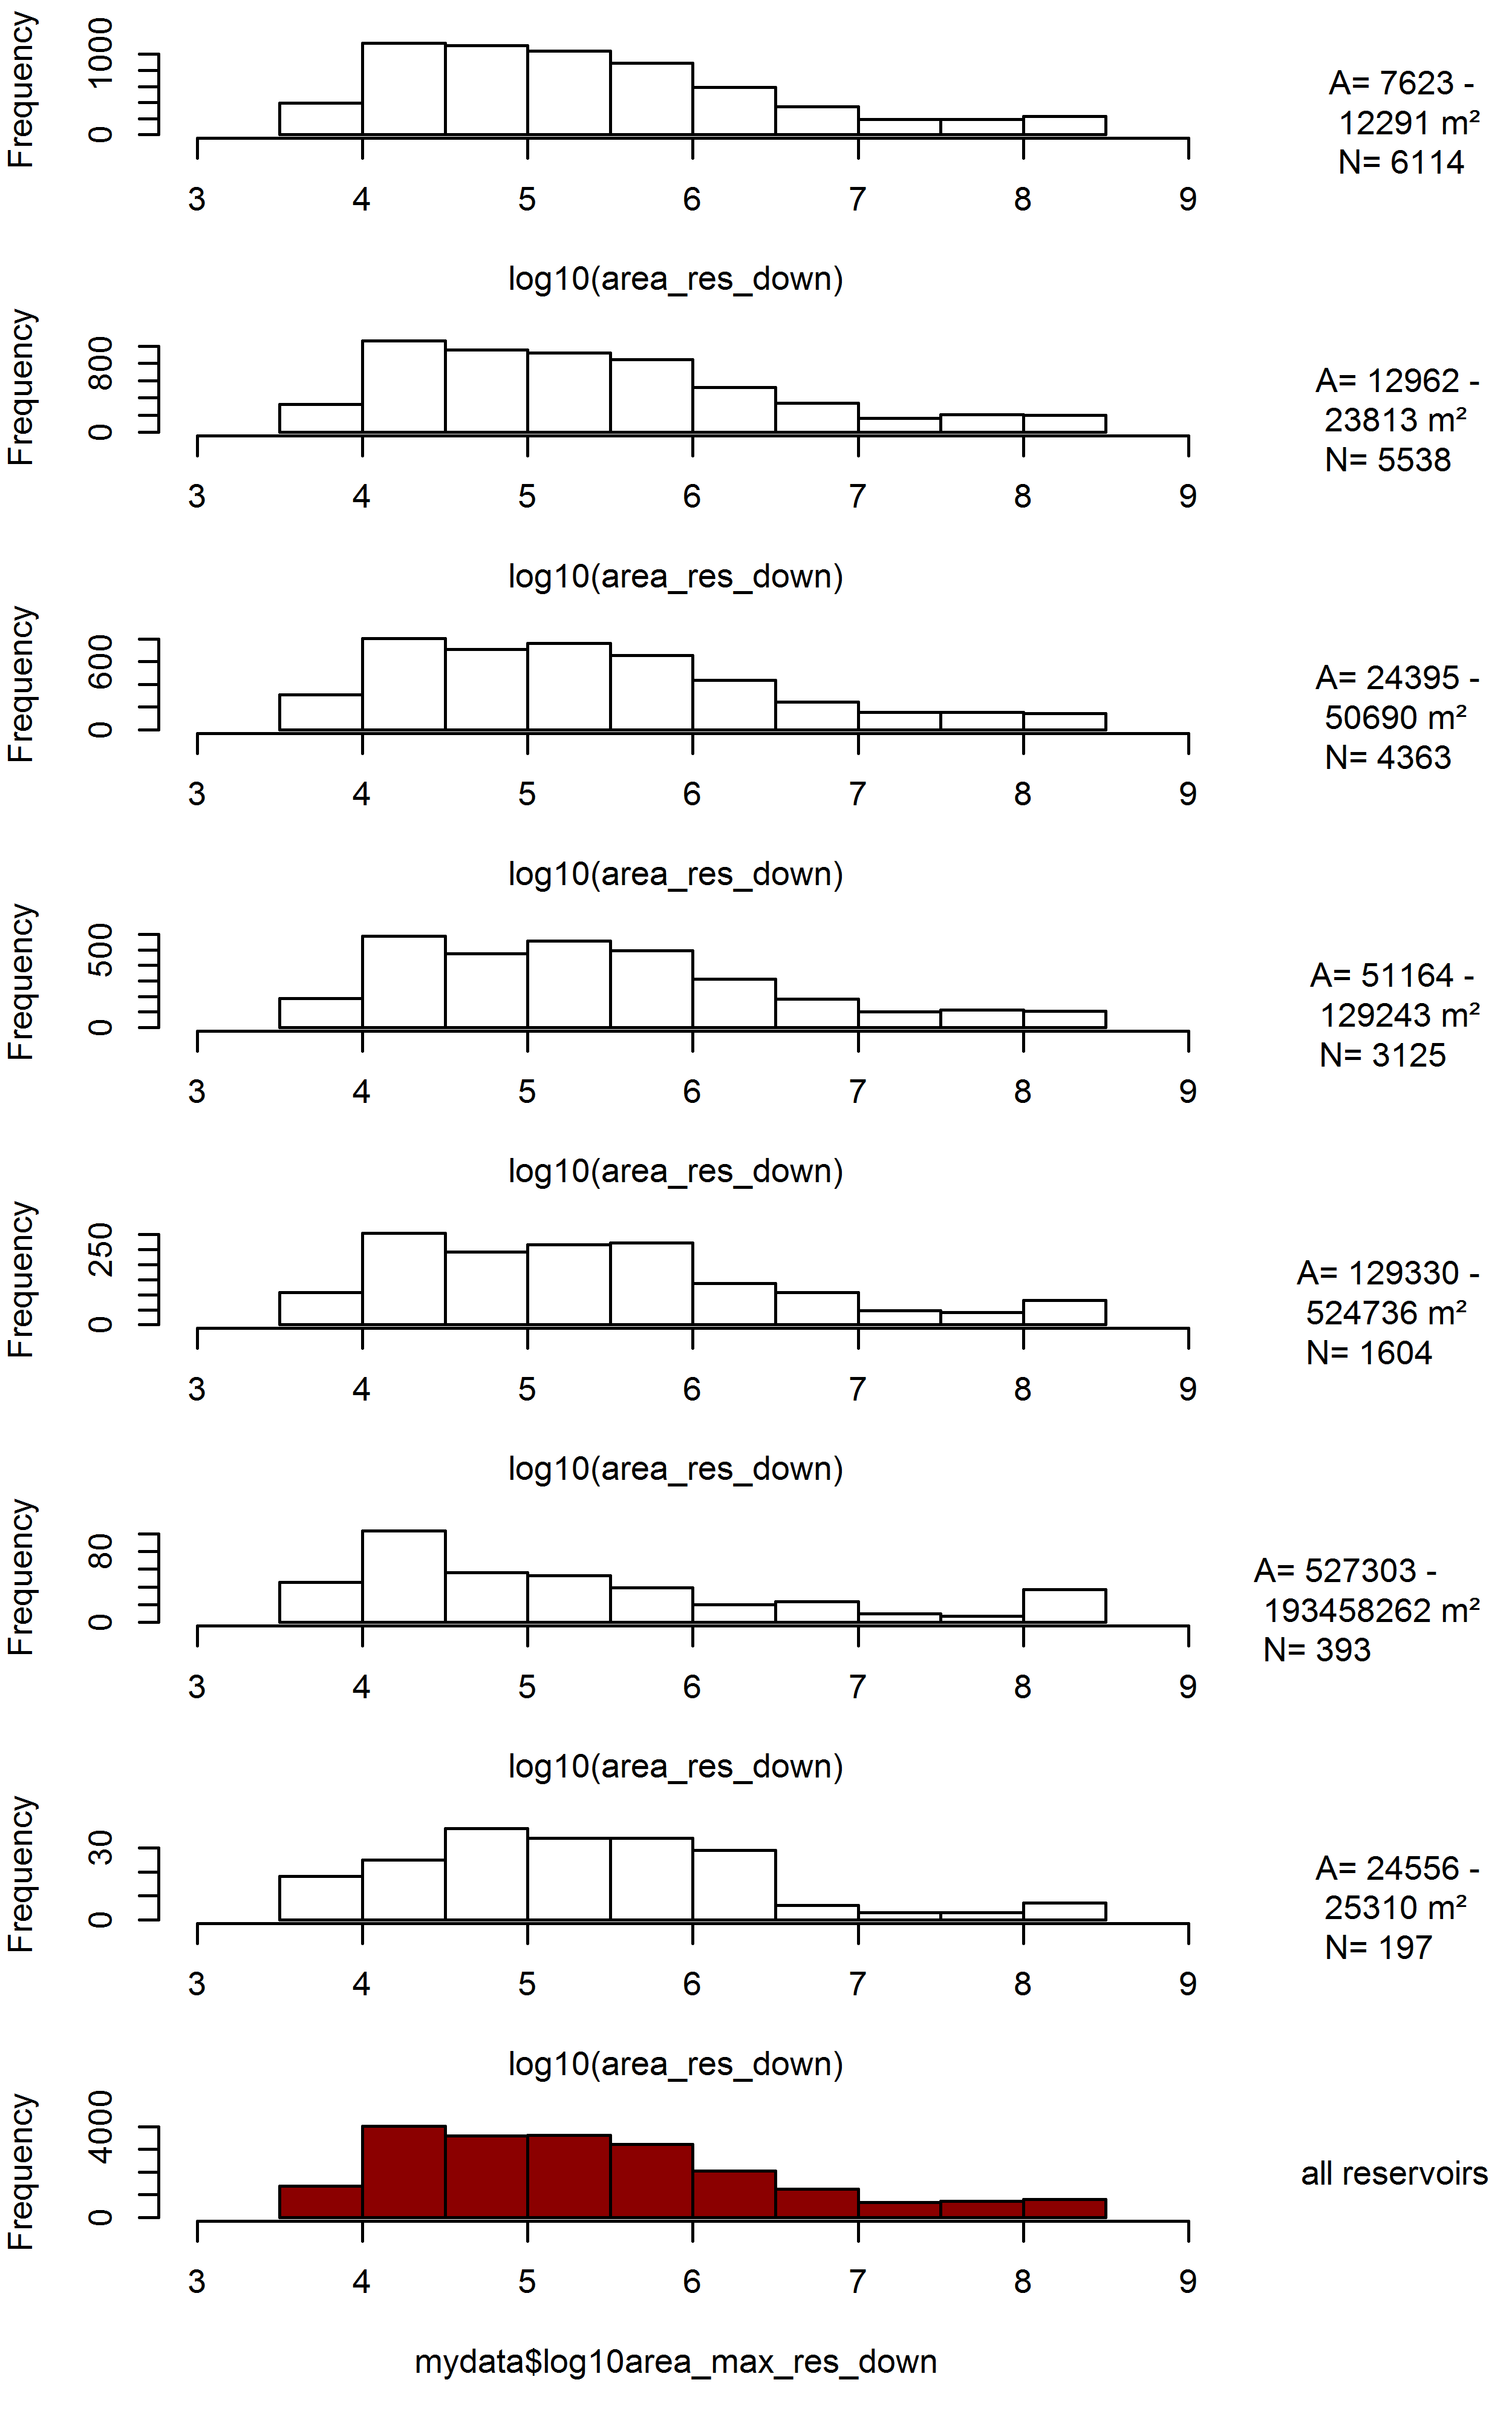 Frequency
0 1000
3 4 5 6 7 8 9
log10(area_res_down)
A= 7623 -
12291 m²
N= 6114
Frequency
0 800
3 4 5 6 7 8 9
log10(area_res_down)
A= 12962 -
23813 m²
N= 5538
Frequency
0 600
3 4 5 6 7 8 9
log10(area_res_down)
A= 24395 -
50690 m²
N= 4363
Frequency
0 500
3 4 5 6 7 8 9
log10(area_res_down)
A= 51164 -
129243 m²
N= 3125
Frequency
0 250
3 4 5 6 7 8 9
log10(area_res_down)
A= 129330 -
524736 m²
N= 1604
Frequency
0 80
3 4 5 6 7 8 9
log10(area_res_down)
A= 527303 -
193458262 m²
N= 393
Frequency
0 30
3 4 5 6 7 8 9
log10(area_res_down)
A= 24556 -
25310 m²
N= 197
Frequency
0 4000
3 4 5 6 7 8 9
mydata$log10area_max_res_down
all reservoirs